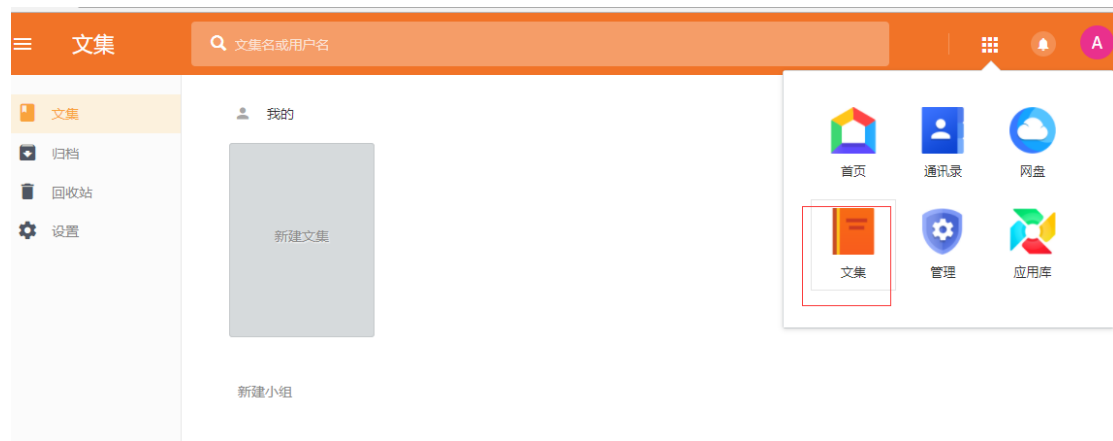 文集
文集名或用户名
A
文集
归档
回收站
设置
我的
新建文集
新建小组
首页
通讯录
网盘
文集
管理
应用库